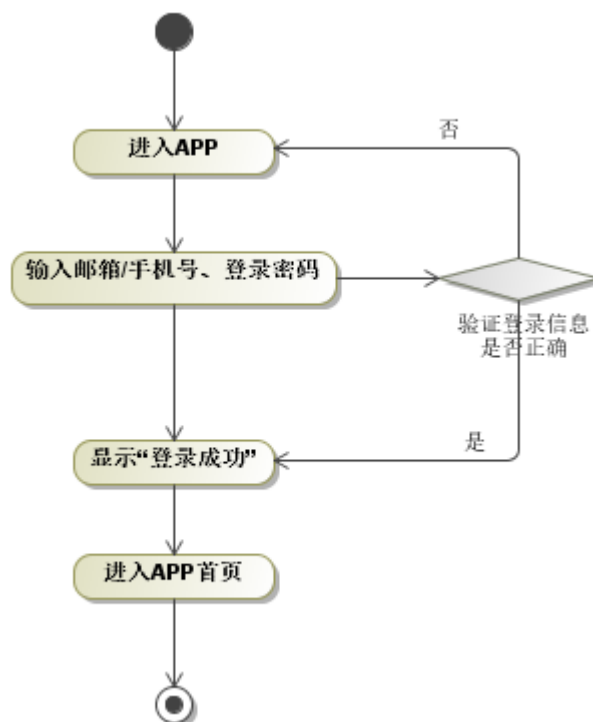 否
进入APP
输入邮箱/手机号、登录密码
验证登录信息
是否正确
是
显示“登录成功”
进入APP首页